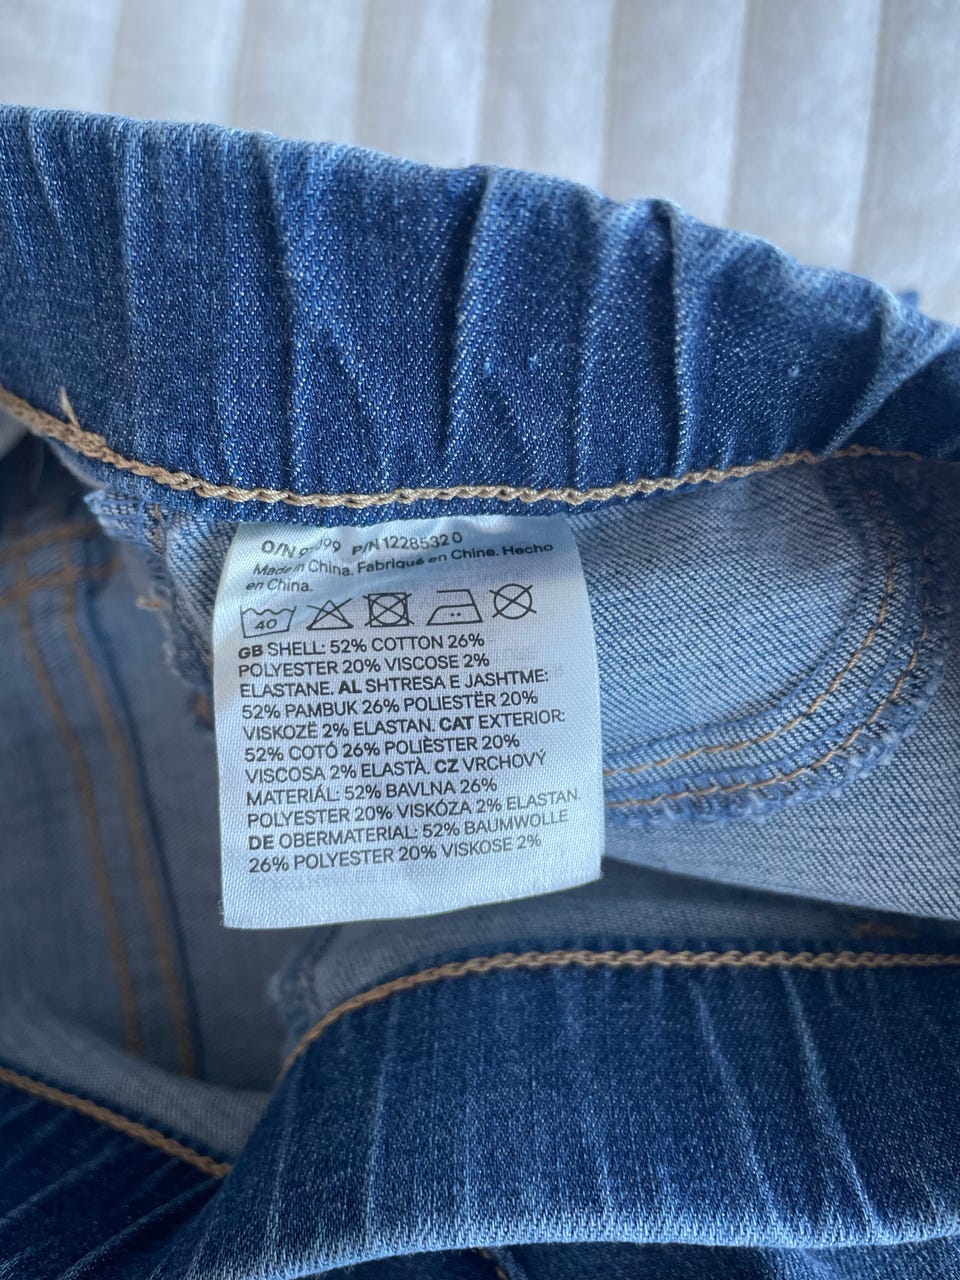 O/N P/N 1228532 0
Made in China. Fabriqué en Chine. Hecho
en China.
40
GB SHELL: 52% COTTON 26%
POLYESTER 20% VISCOSE 2%
ELASTANE. AL SHTRESA E JASHTME:
52% PAMBUK 26% POLIESTËR 20%
VISKOZË 2% ELASTAN. CAT EXTERIOR:
52% COTÓ 26% POLIÈSTER 20%
VISCOSA 2% ELASTÀ. CZ VRCHOVÝ
MATERIÁL: 52% BAVLNA 26%
POLYESTER 20% VISKÓZA 2% ELASTAN.
DE OBERMATERIAL: 52% BAUMWOLLE
26% POLYESTER 20% VISKOSE 2%